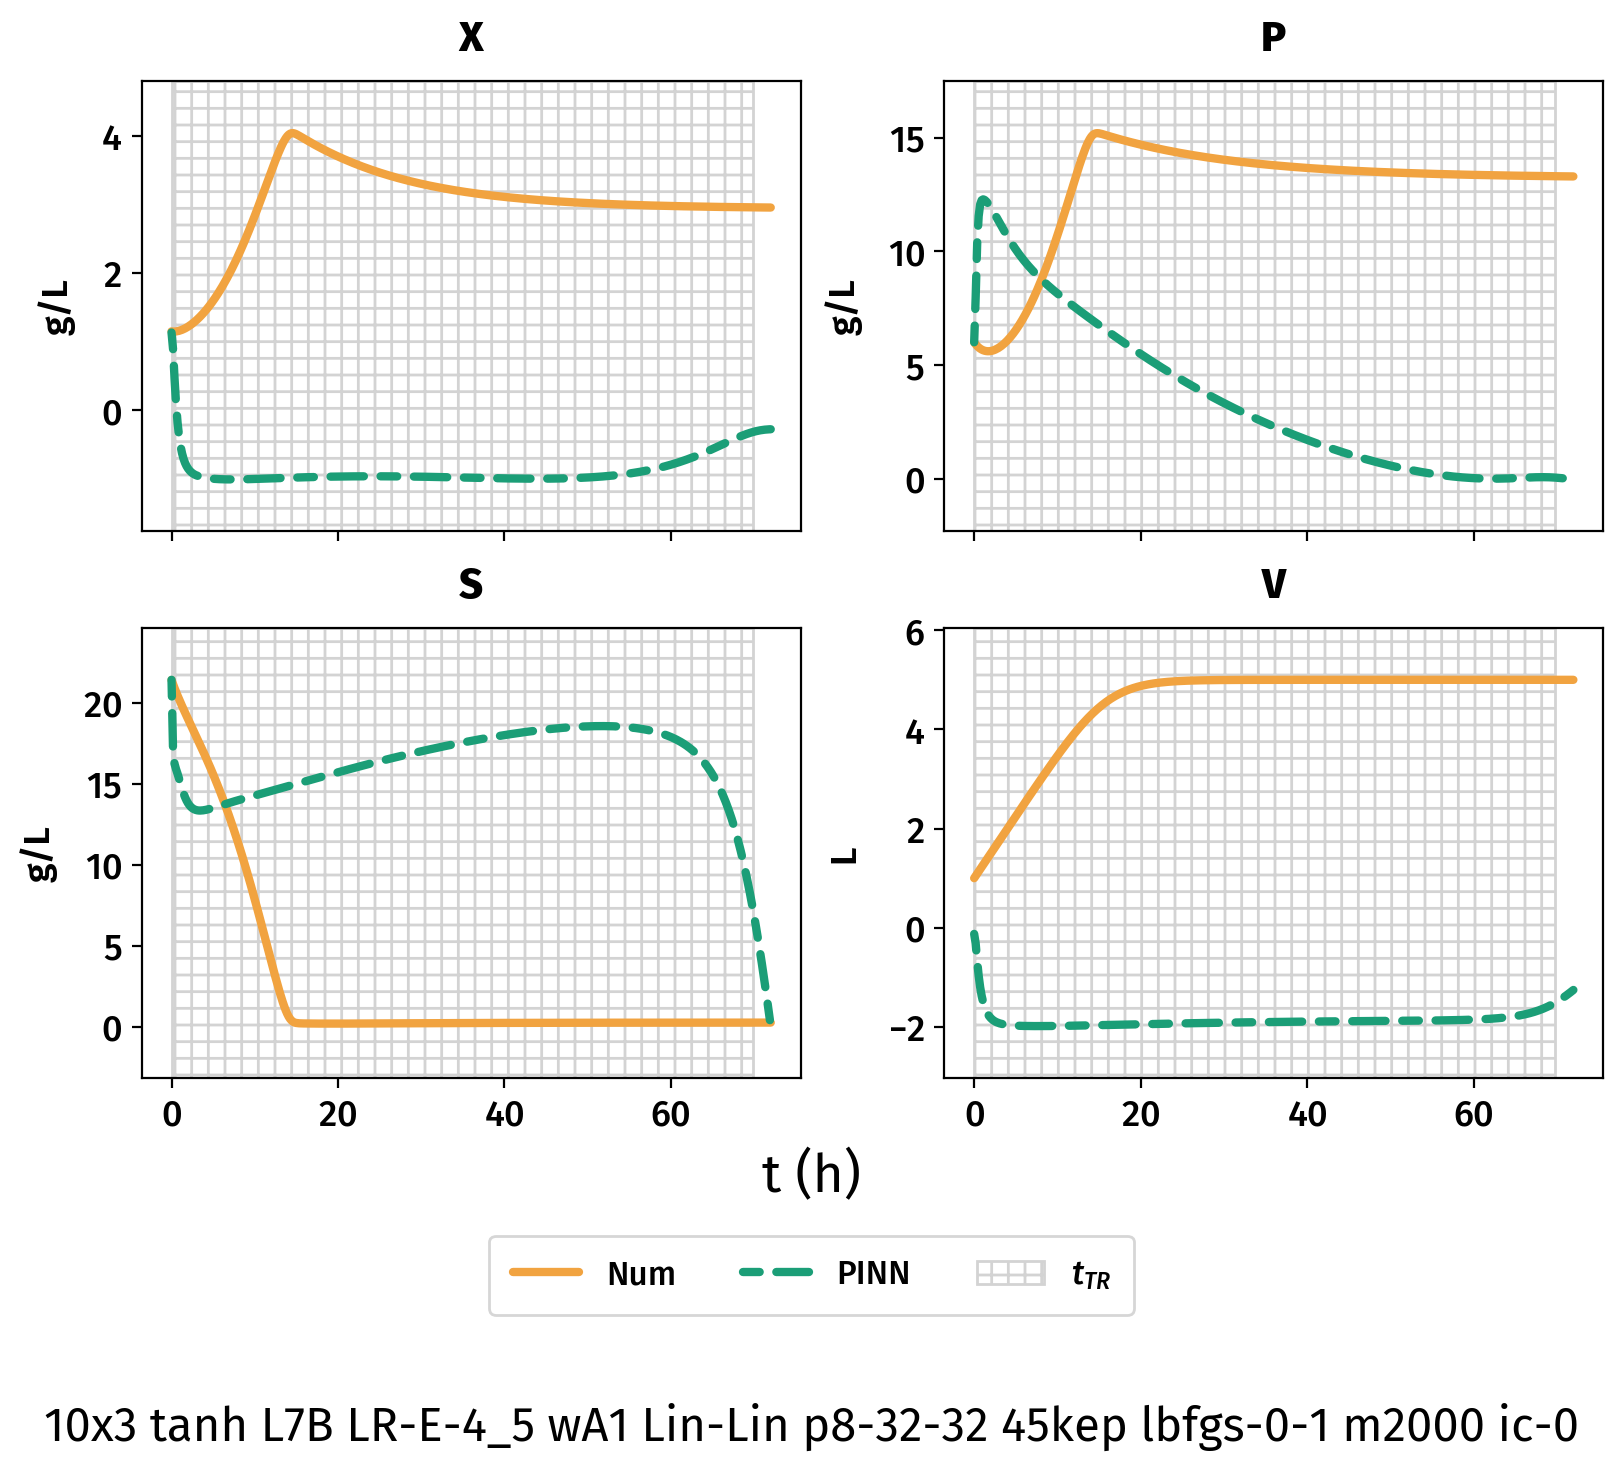 X
P
4
2
0
g/L
15
10
5
0
g/L
S
V
20
15
10
5
0
g/L
6
4
2
0
−2
L
0 20 40 60
0 20 40 60
t (h)
Num PINN t_TR
10x3 tanh L7B LR-E-4_5 wA1 Lin-Lin p8-32-32 45kep lbfgs-0-1 m2000 ic-0